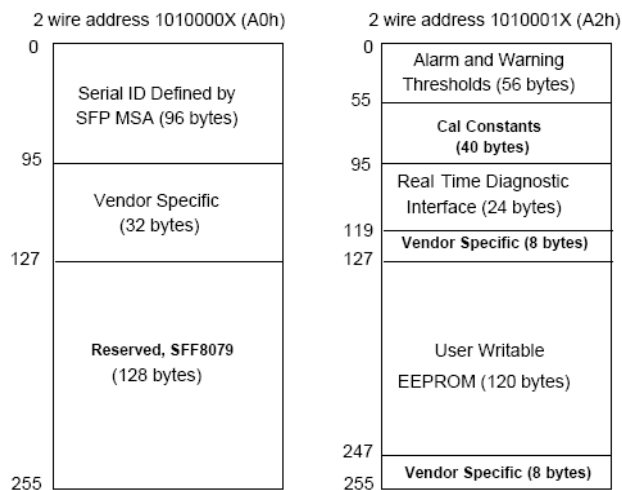 2 wire address 1010000X (A0h)
0
Serial ID Defined by
SFP MSA (96 bytes)
95
Vendor Specific
(32 bytes)
127
Reserved, SFF8079
(128 bytes)
255
2 wire address 1010001X (A2h)
0
Alarm and Warning
Thresholds (56 bytes)
55
Cal Constants
(40 bytes)
95
Real Time Diagnostic
Interface (24 bytes)
119
Vendor Specific (8 bytes)
127
User Writable
EEPROM (120 bytes)
247
Vendor Specific (8 bytes)
255